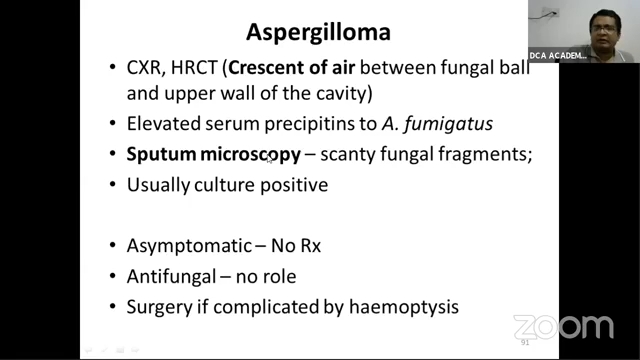 Aspergilloma
• CXR, HRCT (Crescent of air between fungal ball
and upper wall of the cavity)
• Elevated serum precipitins to A. fumigatus
• Sputum microscopy – scanty fungal fragments;
• Usually culture positive
• Asymptomatic – No Rx
• Antifungal – no role
• Surgery if complicated by haemoptysis
DCA ACADEM...
zoom
91